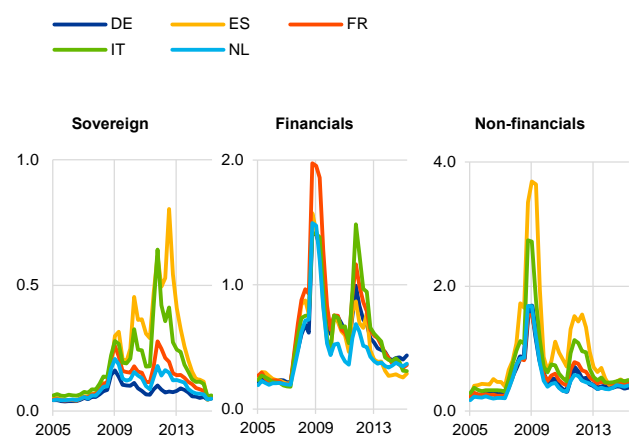 DE ES FR
IT NL
Sovereign Financials Non-financials
1.0 2.0 4.0
0.5 1.0 2.0
0.0 0.0 0.0
2005 2009 2013 2005 2009 2013 2005 2009 2013